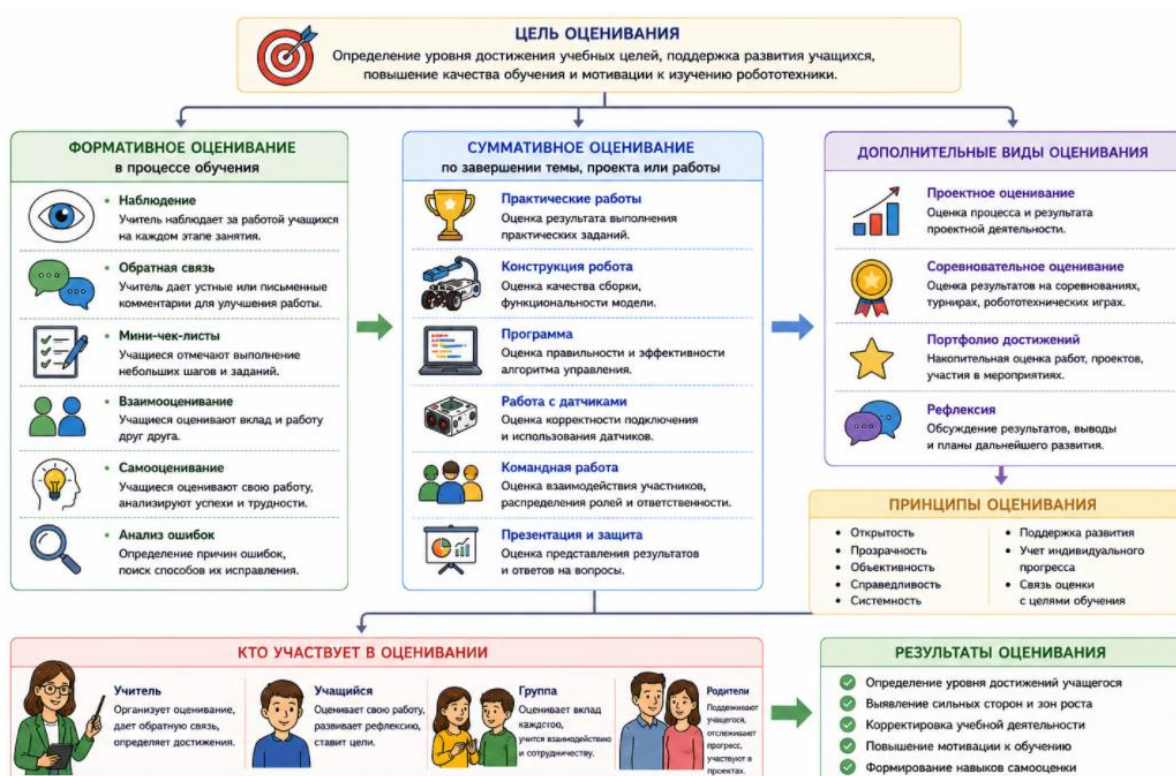 ЦЕЛЬ ОЦЕНИВАНИЯ
Определение уровня достижения учебных целей, поддержка развития учащихся,
повышение качества обучения и мотивации к изучению робототехники.
ФОРМАТИВНОЕ ОЦЕНИВАНИЕ
в процессе обучения
• Наблюдение
Учитель наблюдает за работой учащихся
на каждом этапе занятия.
• Обратная связь
Учитель дает устные или письменные
комментарии для улучшения работы.
• Мини-чек-листы
Учащиеся отмечают выполнение
небольших шагов и заданий.
• Взаимооценивание
Учащиеся оценивают вклад и работу
друг друга.
• Самооценивание
Учащиеся оценивают свою работу,
анализируют успехи и трудности.
• Анализ ошибок
Определение причин ошибок,
поиск способов их исправления.
СУММАТИВНОЕ ОЦЕНИВАНИЕ
по завершении темы, проекта или работы
Практические работы
Оценка результата выполнения
практических заданий.
Конструкция робота
Оценка качества сборки,
функциональности модели.
Программа
Оценка правильности и эффективности
алгоритма управления.
Работа с датчиками
Оценка корректности подключения
и использования датчиков.
Командная работа
Оценка взаимодействия участников,
распределения ролей и ответственности.
Презентация и защита
Оценка представления результатов
и ответов на вопросы.
ДОПОЛНИТЕЛЬНЫЕ ВИДЫ ОЦЕНИВАНИЯ
Проектное оценивание
Оценка процесса и результата
проектной деятельности.
Соревновательное оценивание
Оценка результатов на соревнованиях,
турнирах, робототехнических играх.
Портфолио достижений
Накопительная оценка работ, проектов,
участия в мероприятиях.
Рефлексия
Обсуждение результатов, выводы
и планы дальнейшего развития.
ПРИНЦИПЫ ОЦЕНИВАНИЯ
• Открытость
• Прозрачность
• Объективность
• Справедливость
• Системность
• Поддержка развития
• Учет индивидуального
прогресса
• Связь оценки
с целями обучения
КТО УЧАСТВУЕТ В ОЦЕНИВАНИИ
Учитель
Организует оценивание,
дает обратную связь,
определяет достижения.
Учащийся
Оценивает свою работу,
развивает рефлексию,
ставит цели.
Группа
Оценивает вклад
каждого,
учится взаимодействию
и сотрудничеству.
Родители
Поддерживают
учащегося,
отслеживают
прогресс,
участвуют в
проектах.
РЕЗУЛЬТАТЫ ОЦЕНИВАНИЯ
Определение уровня достижений учащегося
Выявление сильных сторон и зон роста
Корректировка учебной деятельности
Повышение мотивации к обучению
Формирование навыков самооценки